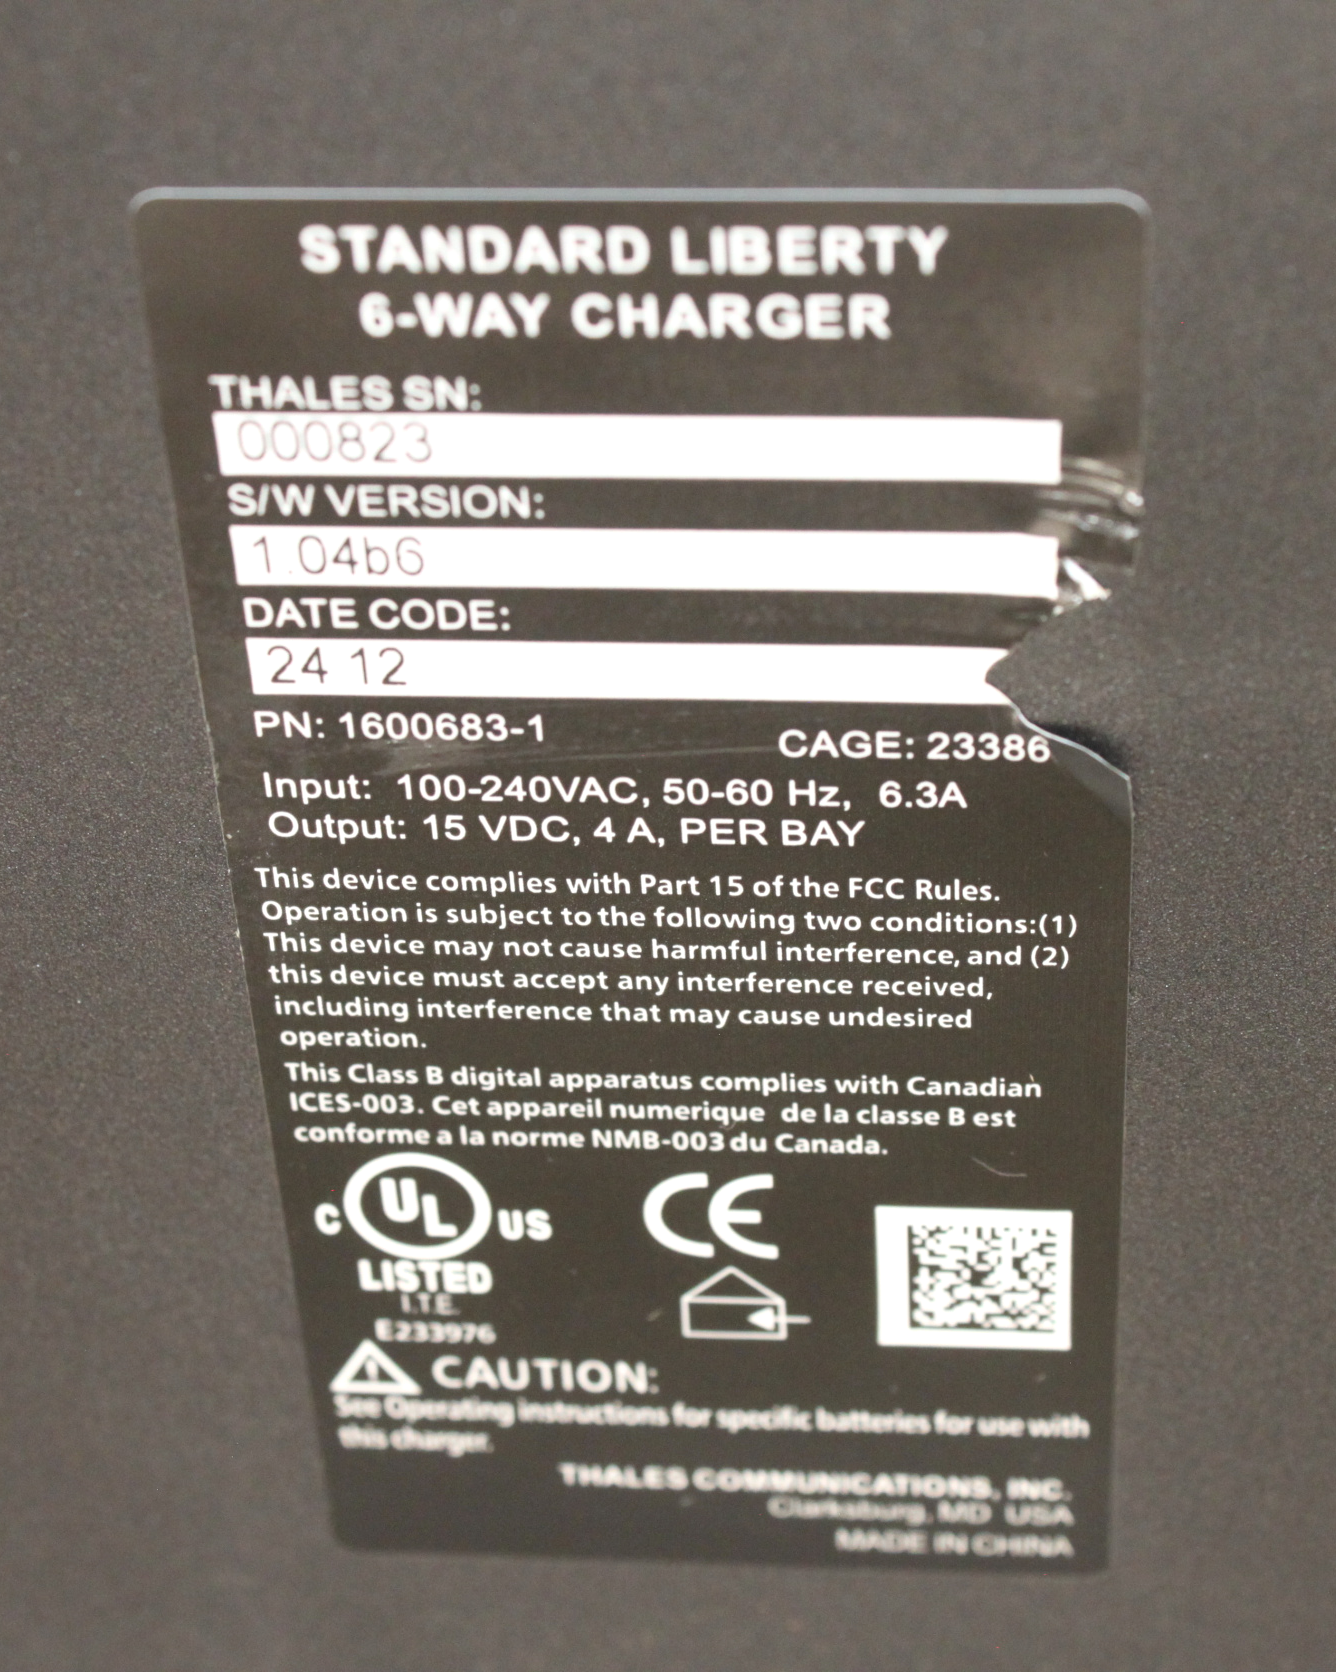 STANDARD LIBERTY
6-WAY CHARGER
THALES SN:
000823
S/W VERSION:
1.04b6
DATE CODE:
24 12
PN: 1600683-1
CAGE: 23386
Input: 100-240VAC, 50-60 Hz, 6.3A
Output: 15 VDC, 4 A, PER BAY
This device complies with Part 15 of the FCC Rules.
Operation is subject to the following two conditions:(1)
This device may not cause harmful interference, and (2)
this device must accept any interference received,
including interference that may cause undesired
operation.
This Class B digital apparatus complies with Canadian
ICES-003. Cet appareil numerique de la classe B est
conforme a la norme NMB-003 du Canada.
C UL US
CE
LISTED
I.T.E.
E233976
CAUTION:
See Operating instructions for specific batteries for use with
this charger.
THALES COMMUNICATIONS, INC.
Clarksburg, MD USA
MADE IN CHINA